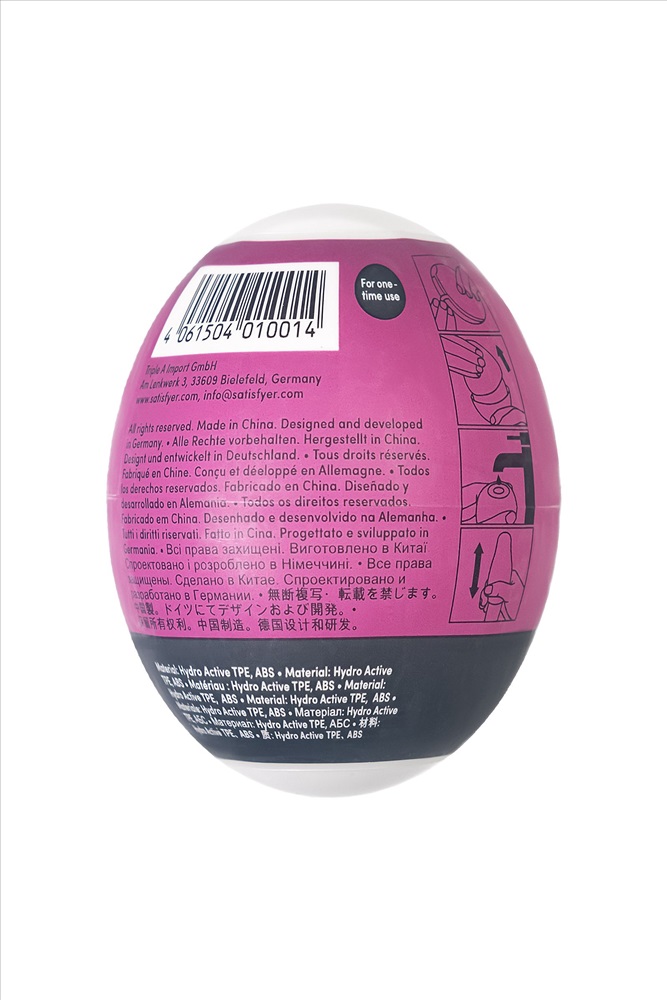 4 061504 010014
For one-
time use
Triple A Import GmbH
Am Lenkwerk 3, 33609 Bielefeld, Germany
www.satisfyer.com, info@satisfyer.com
All rights reserved. Made in China. Designed and developed
in Germany. • Alle Rechte vorbehalten. Hergestellt in China.
Designt und entwickelt in Deutschland. • Tous droits réservés.
Fabriqué en Chine. Conçu et déeloppé en Allemagne. • Todos
los derechos reservados. Fabricado en China. Diseñado y
desarrollado en Alemania. • Todos os direitos reservados.
Fabricado em China. Desenhado e desenvolvido na Alemanha. •
Tutti i diritti riservati. Fatto in Cina. Progettato e sviluppato in
Germania. • Всі права захищені. Виготовлено в Китаї
Спроектовано і розроблено в Німеччині. • Все права
защищены. Сделано в Китае. Спроектировано и
разработано в Германии. • 無断複写· 転載を禁じます。
中国製。ドイツにてデザインおよび開発。•
所有权利。中国制造。德国设计和研发。
Material: Hydro Active TPE, ABS • Material: Hydro Active
TPE, ABS • Matériau : Hydro Active TPE, ABS • Material:
Hydro Active TPE, ABS • Material: Hydro Active TPE, ABS •
Materiale: Hydro Active TPE, ABS • Матеріал: Hydro Active
TPE, АБС • Материал: Hydro Active TPE, АБС • 材料:
Hydro Active TPE、ABS • 质: Hydro Active TPE、ABS